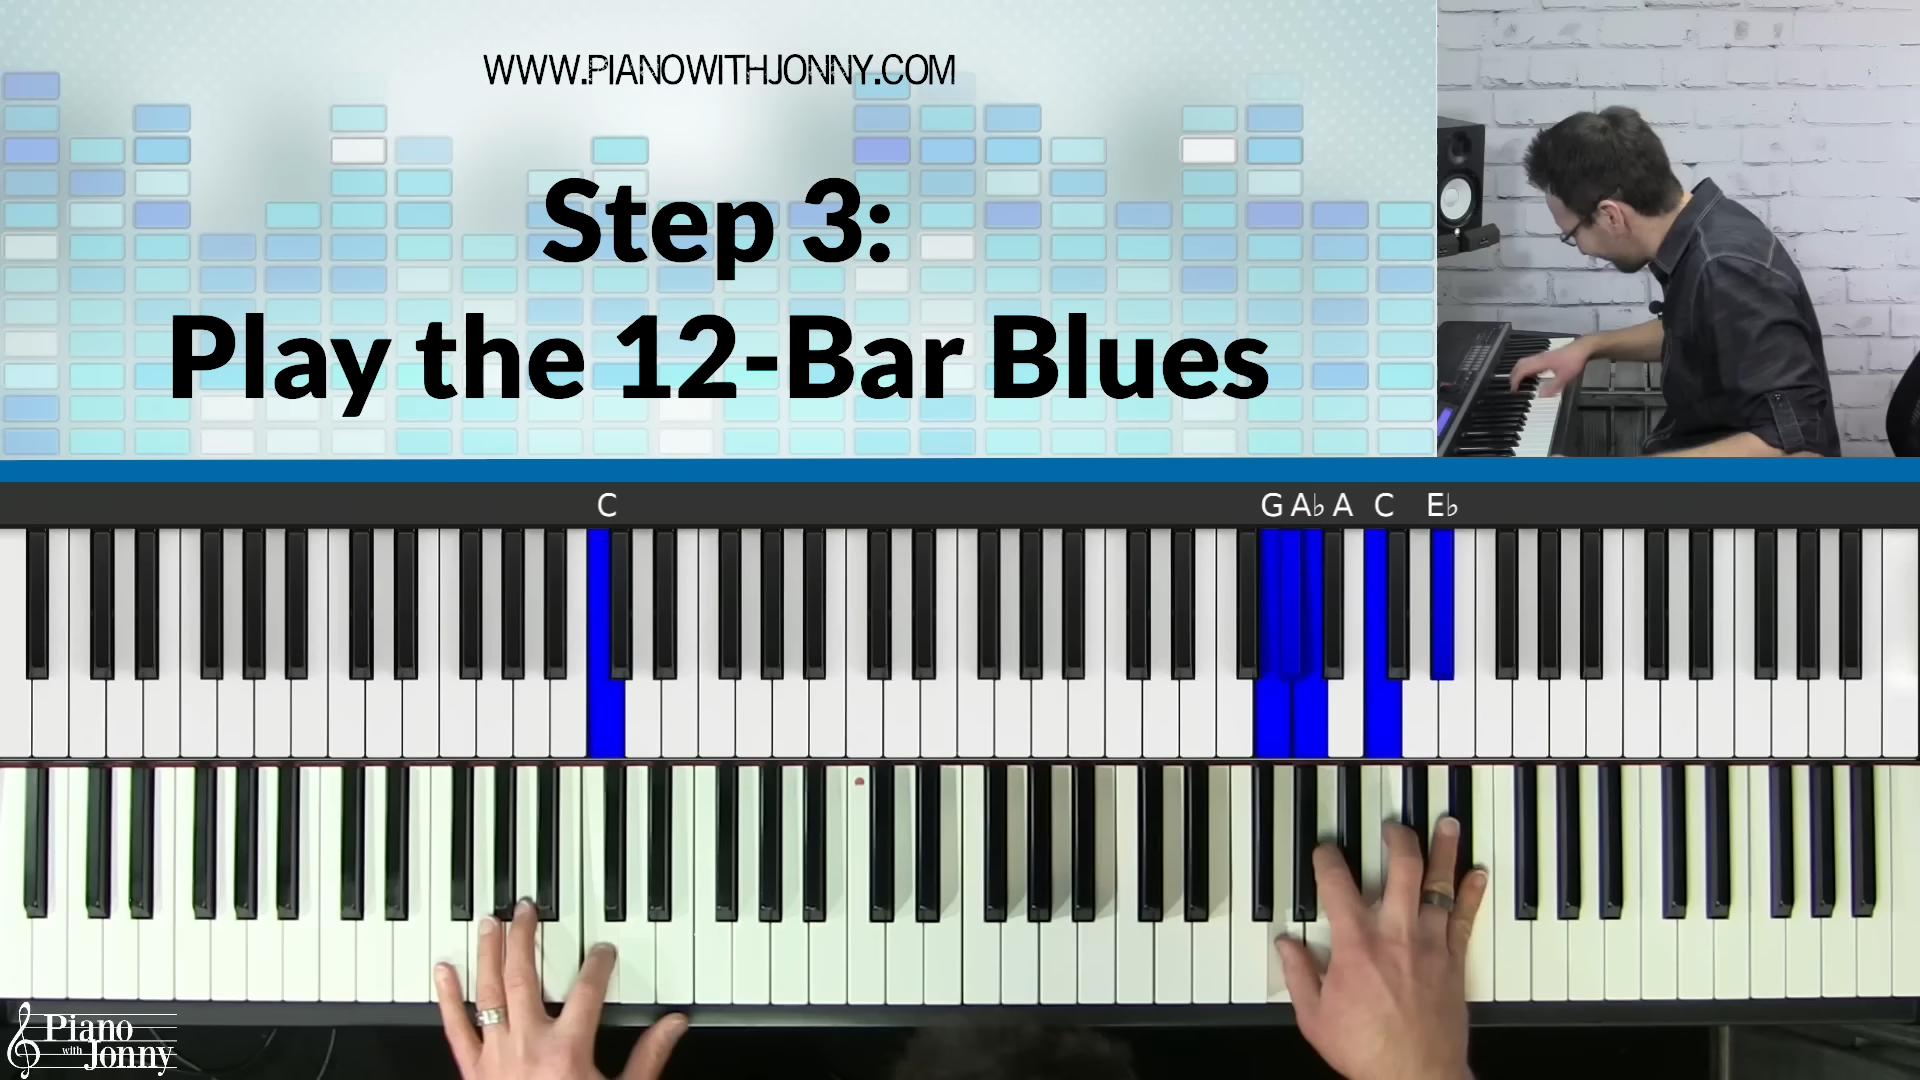 WWW.PIANOWITHJONNY.COM
Step 3:
Play the 12-Bar Blues
C G A♭ A C E♭
Piano
with Jonny